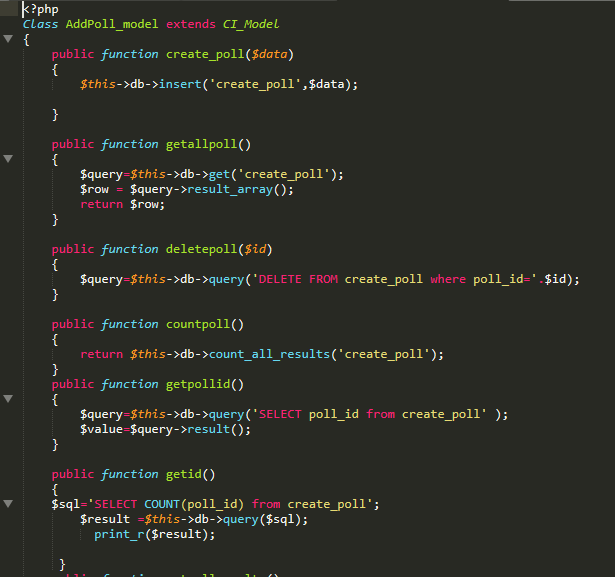 <?php
Class AddPoll_model extends CI_Model
{
public function create_poll($data)
{
$this->db->insert('create_poll',$data);
}
public function getallpoll()
{
$query=$this->db->get('create_poll');
$row = $query->result_array();
return $row;
}
public function deletepoll($id)
{
$query=$this->db->query('DELETE FROM create_poll where poll_id='.$id);
}
public function countpoll()
{
return $this->db->count_all_results('create_poll');
}
public function getpollid()
{
$query=$this->db->query('SELECT poll_id from create_poll' );
$value=$query->result();
}
public function getid()
{
$sql='SELECT COUNT(poll_id) from create_poll';
$result =$this->db->query($sql);
print_r($result);
}